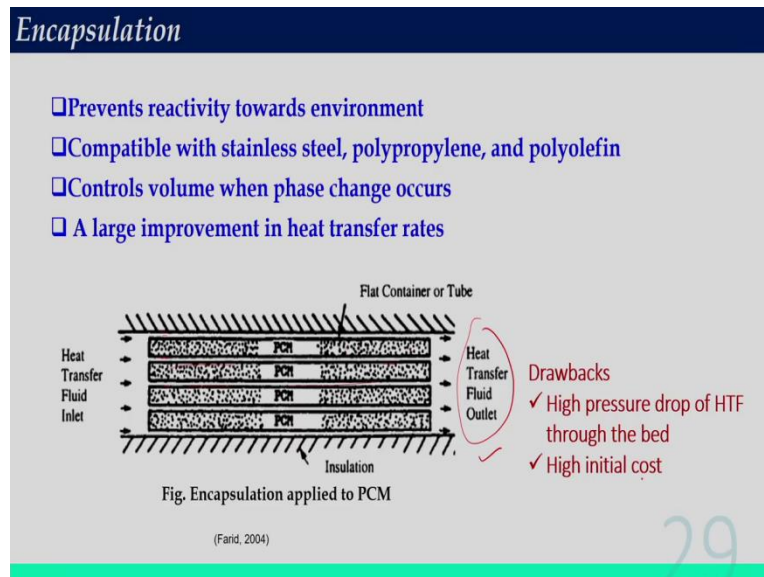 Encapsulation
❑Prevents reactivity towards environment
❑Compatible with stainless steel, polypropylene, and polyolefin
❑Controls volume when phase change occurs
❑ A large improvement in heat transfer rates
Flat Container or Tube
Heat
Transfer
Fluid
Inlet
PCM
PCM
PCM
PCM
Heat
Transfer
Fluid
Outlet
Insulation
Fig. Encapsulation applied to PCM
(Farid, 2004)
Drawbacks
✓ High pressure drop of HTF
through the bed
✓ High initial cost
29